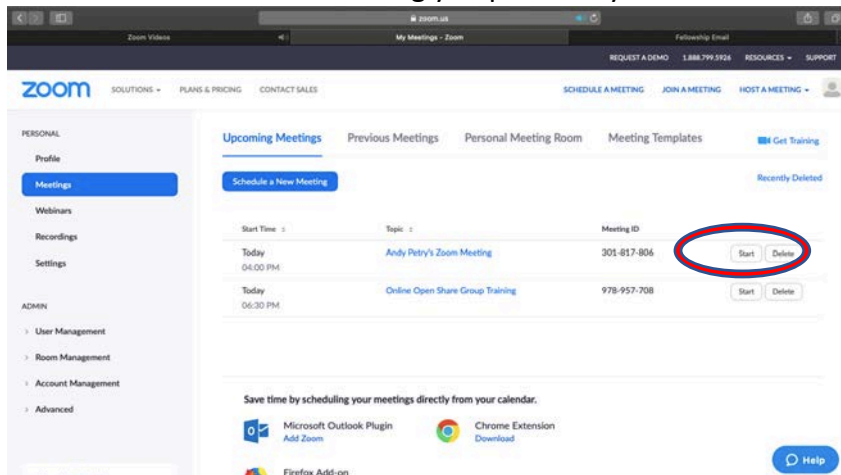 zoom.us
Zoom Videos My Meetings - Zoom Fellowship Email
REQUEST A DEMO 1.888.799.5926 RESOURCES SUPPORT
zoom SOLUTIONS PLANS & PRICING CONTACT SALES SCHEDULE A MEETING JOIN A MEETING HOST A MEETING
PERSONAL
Profile
Meetings
Webinars
Recordings
Settings
ADMIN
User Management
Room Management
Account Management
Advanced
Upcoming Meetings Previous Meetings Personal Meeting Room Meeting Templates Get Training
Schedule a New Meeting Recently Deleted
Start Time Topic Meeting ID
Today Andy Petry's Zoom Meeting 301-817-806 Start Delete
04:00 PM
Today Online Open Share Group Training 978-957-708 Start Delete
06:30 PM
Save time by scheduling your meetings directly from your calendar.
Microsoft Outlook Plugin Chrome Extension
Add Zoom Download
Firefox Add-on
Help